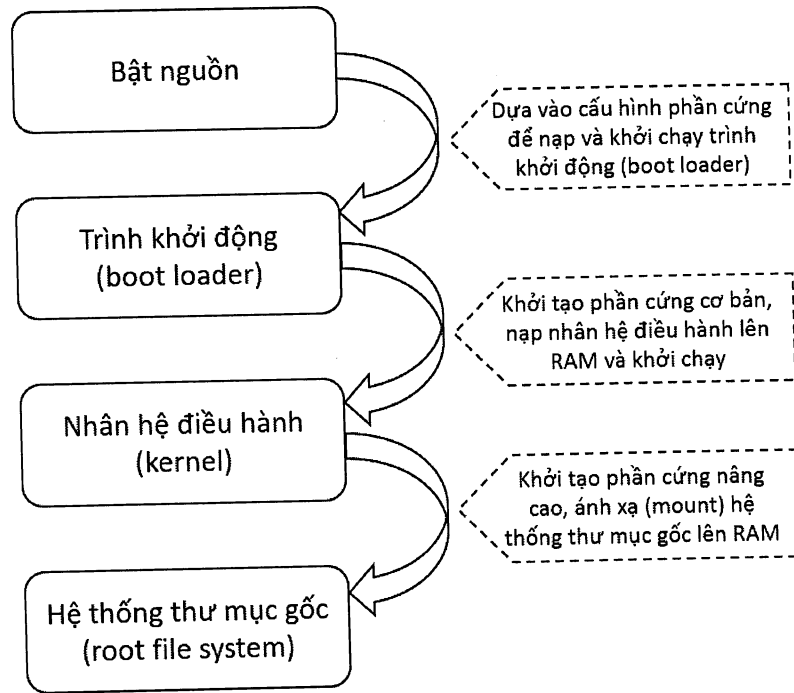 Bật nguồn
Dựa vào cấu hình phần cứng
để nạp và khởi chạy trình
khởi động (boot loader)
Trình khởi động
(boot loader)
Khởi tạo phần cứng cơ bản,
nạp nhân hệ điều hành lên
RAM và khởi chạy
Nhân hệ điều hành
(kernel)
Khởi tạo phần cứng nâng
cao, ánh xạ (mount) hệ
thống thư mục gốc lên RAM
Hệ thống thư mục gốc
(root file system)